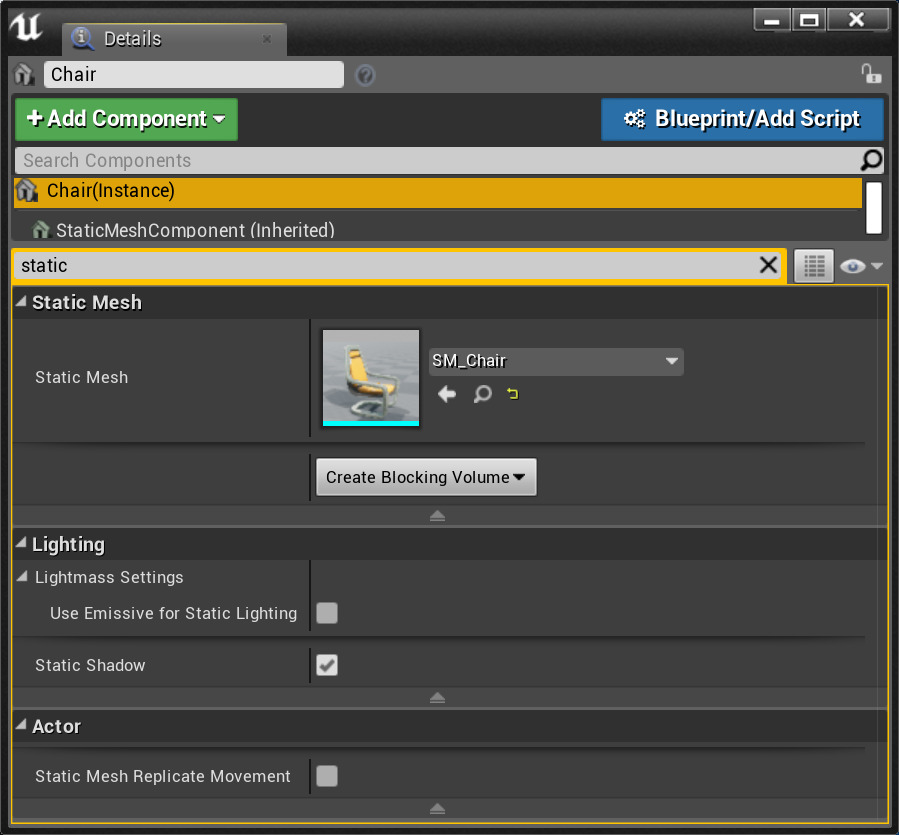 Details
Chair
+ Add Component
Blueprint/Add Script
Search Components
Chair(Instance)
StaticMeshComponent (Inherited)
static
Static Mesh
Static Mesh
SM_Chair
Create Blocking Volume
Lighting
Lightmass Settings
Use Emissive for Static Lighting
Static Shadow
Actor
Static Mesh Replicate Movement